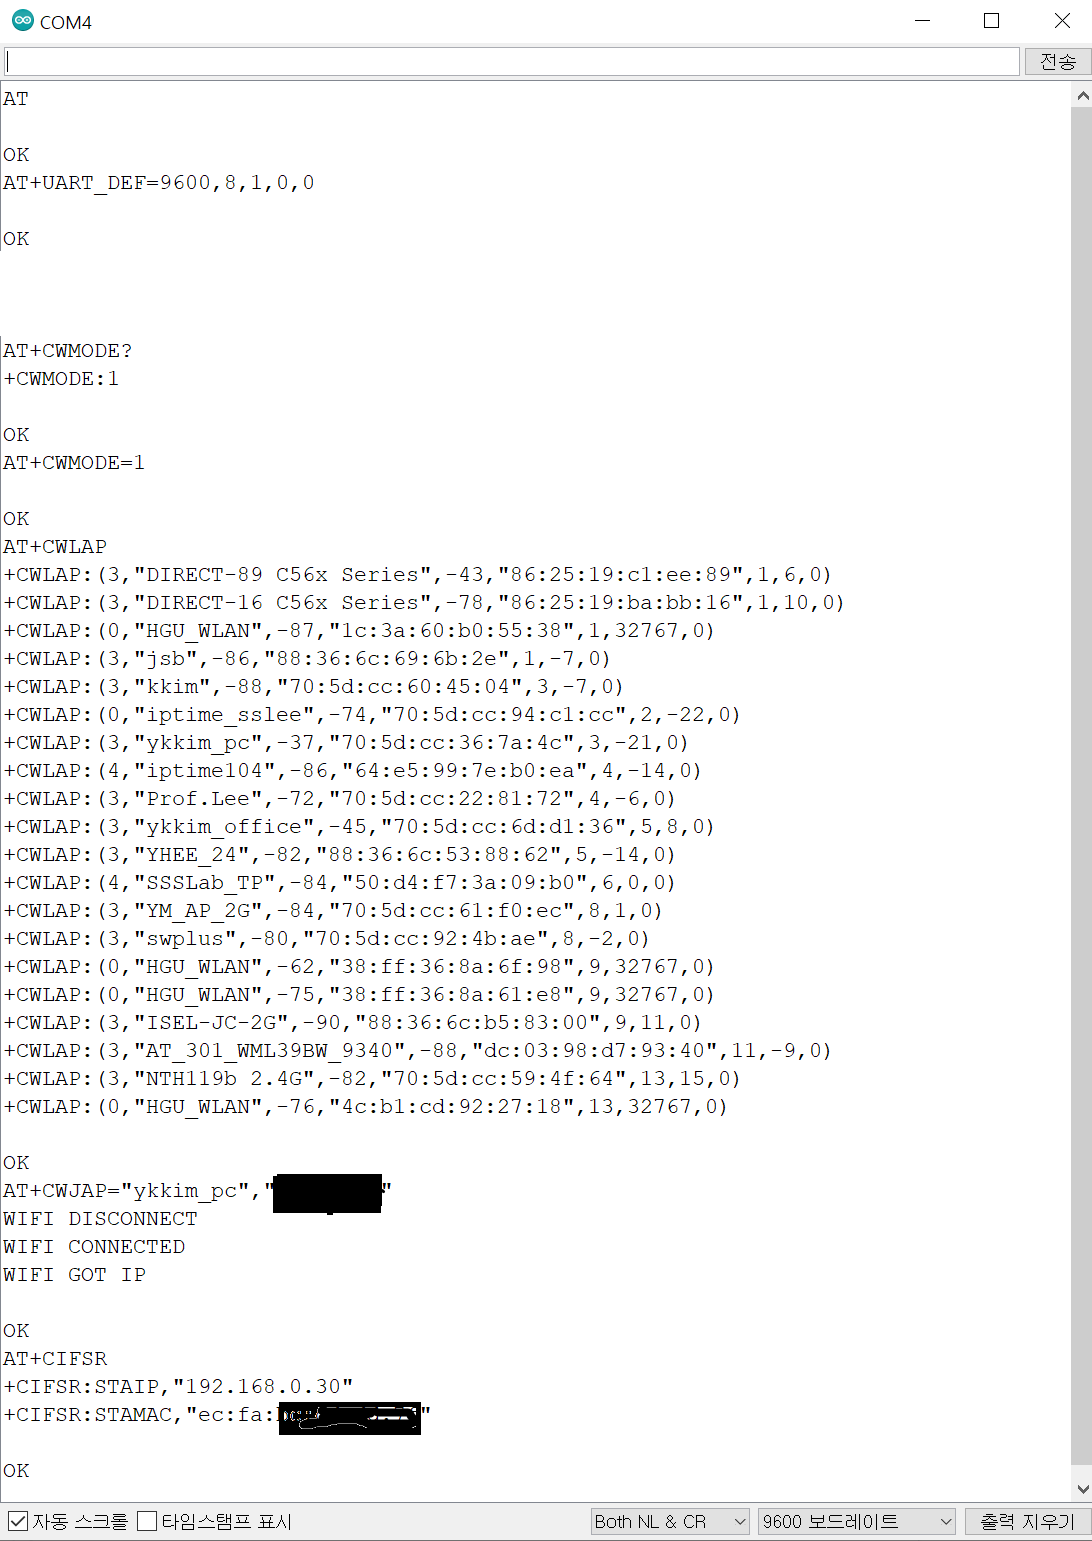 COM4
전송
AT
OK
AT+UART_DEF=9600,8,1,0,0
OK
AT+CWMODE?
+CWMODE:1
OK
AT+CWMODE=1
OK
AT+CWLAP
+CWLAP:(3,"DIRECT-89 C56x Series",-43,"86:25:19:c1:ee:89",1,6,0)
+CWLAP:(3,"DIRECT-16 C56x Series",-78,"86:25:19:ba:bb:16",1,10,0)
+CWLAP:(0,"HGU_WLAN",-87,"1c:3a:60:b0:55:38",1,32767,0)
+CWLAP:(3,"jsb",-86,"88:36:6c:69:6b:2e",1,-7,0)
+CWLAP:(3,"kkim",-88,"70:5d:cc:60:45:04",3,-7,0)
+CWLAP:(0,"iptime_sslee",-74,"70:5d:cc:94:c1:cc",2,-22,0)
+CWLAP:(3,"ykkim_pc",-37,"70:5d:cc:36:7a:4c",3,-21,0)
+CWLAP:(4,"iptime104",-86,"64:e5:99:7e:b0:ea",4,-14,0)
+CWLAP:(3,"Prof.Lee",-72,"70:5d:cc:22:81:72",4,-6,0)
+CWLAP:(3,"ykkim_office",-45,"70:5d:cc:6d:d1:36",5,8,0)
+CWLAP:(3,"YHEE_24",-82,"88:36:6c:53:88:62",5,-14,0)
+CWLAP:(4,"SSSLab_TP",-84,"50:d4:f7:3a:09:b0",6,0,0)
+CWLAP:(3,"YM_AP_2G",-84,"70:5d:cc:61:f0:ec",8,1,0)
+CWLAP:(3,"swplus",-80,"70:5d:cc:92:4b:ae",8,-2,0)
+CWLAP:(0,"HGU_WLAN",-62,"38:ff:36:8a:6f:98",9,32767,0)
+CWLAP:(0,"HGU_WLAN",-75,"38:ff:36:8a:61:e8",9,32767,0)
+CWLAP:(3,"ISEL-JC-2G",-90,"88:36:6c:b5:83:00",9,11,0)
+CWLAP:(3,"AT_301_WML39BW_9340",-88,"dc:03:98:d7:93:40",11,-9,0)
+CWLAP:(3,"NTH119b 2.4G",-82,"70:5d:cc:59:4f:64",13,15,0)
+CWLAP:(0,"HGU_WLAN",-76,"4c:b1:cd:92:27:18",13,32767,0)
OK
AT+CWJAP="ykkim_pc",""
WIFI DISCONNECT
WIFI CONNECTED
WIFI GOT IP
OK
AT+CIFSR
+CIFSR:STAIP,"192.168.0.30"
+CIFSR:STAMAC,"ec:fa:"
OK
자동 스크롤 타임스탬프 표시 Both NL & CR 9600 보드레이트 출력 지우기